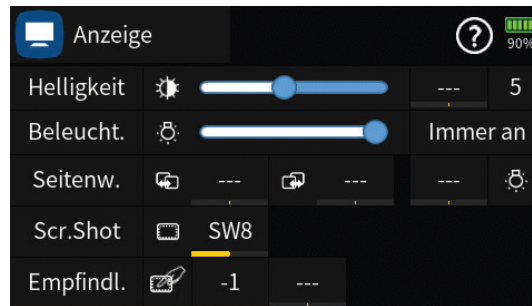 Anzeige ? 90%
Helligkeit --- 5
Beleucht. Immer an
Seitenw. --- --- ---
Scr.Shot SW8
Empfindl. -1 ---